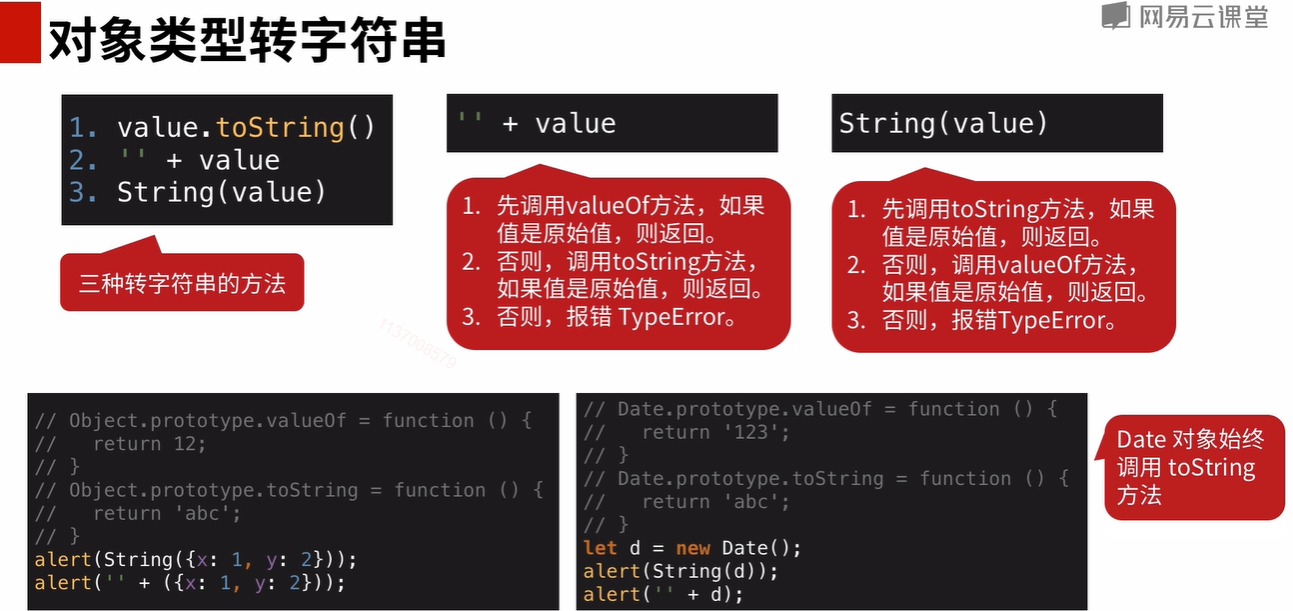 对象类型转字符串
网易云课堂
1. value.toString()
2. '' + value
3. String(value)
三种转字符串的方法
'' + value
1. 先调用valueOf方法，如果
值是原始值，则返回。
2. 否则，调用toString方法，
如果值是原始值，则返回。
3. 否则，报错 TypeError。
String(value)
1. 先调用toString方法，如果
值是原始值，则返回。
2. 否则，调用valueOf方法，
如果值是原始值，则返回。
3. 否则，报错TypeError。
1137008579
// Object.prototype.valueOf = function () {
//   return 12;
// }
// Object.prototype.toString = function () {
//   return 'abc';
// }
alert(String({x: 1, y: 2}));
alert('' + ({x: 1, y: 2}));
// Date.prototype.valueOf = function () {
//   return '123';
// }
// Date.prototype.toString = function () {
//   return 'abc';
// }
let d = new Date();
alert(String(d));
alert('' + d);
Date 对象始终
调用 toString
方法